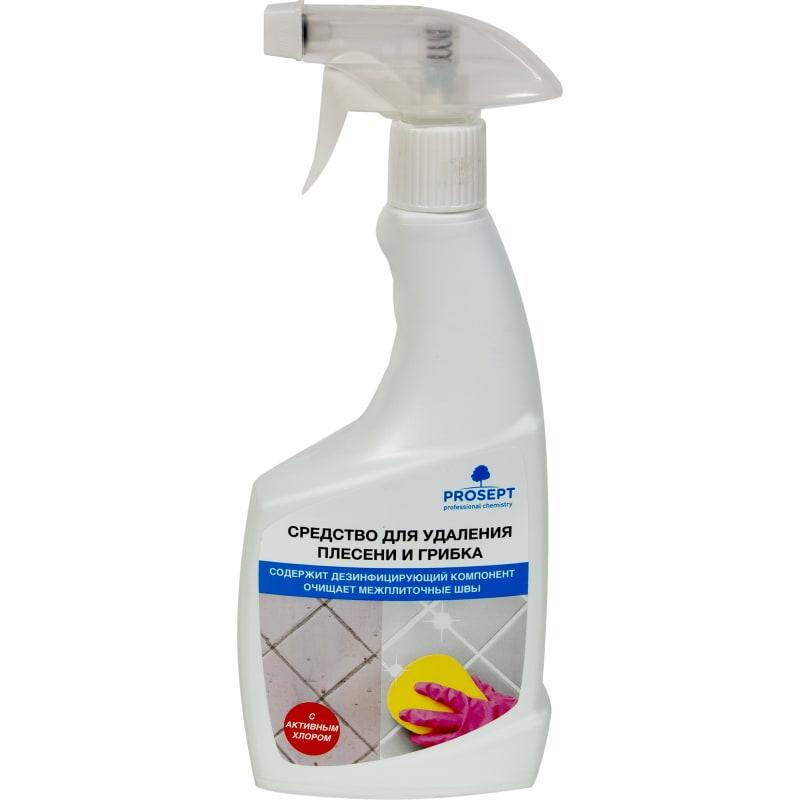 PROSEPT
professional chemistry
СРЕДСТВО ДЛЯ УДАЛЕНИЯ
ПЛЕСЕНИ И ГРИБКА
СОДЕРЖИТ ДЕЗИНФИЦИРУЮЩИЙ КОМПОНЕНТ
ОЧИЩАЕТ МЕЖПЛИТОЧНЫЕ ШВЫ
С
АКТИВНЫМ
ХЛОРОМ